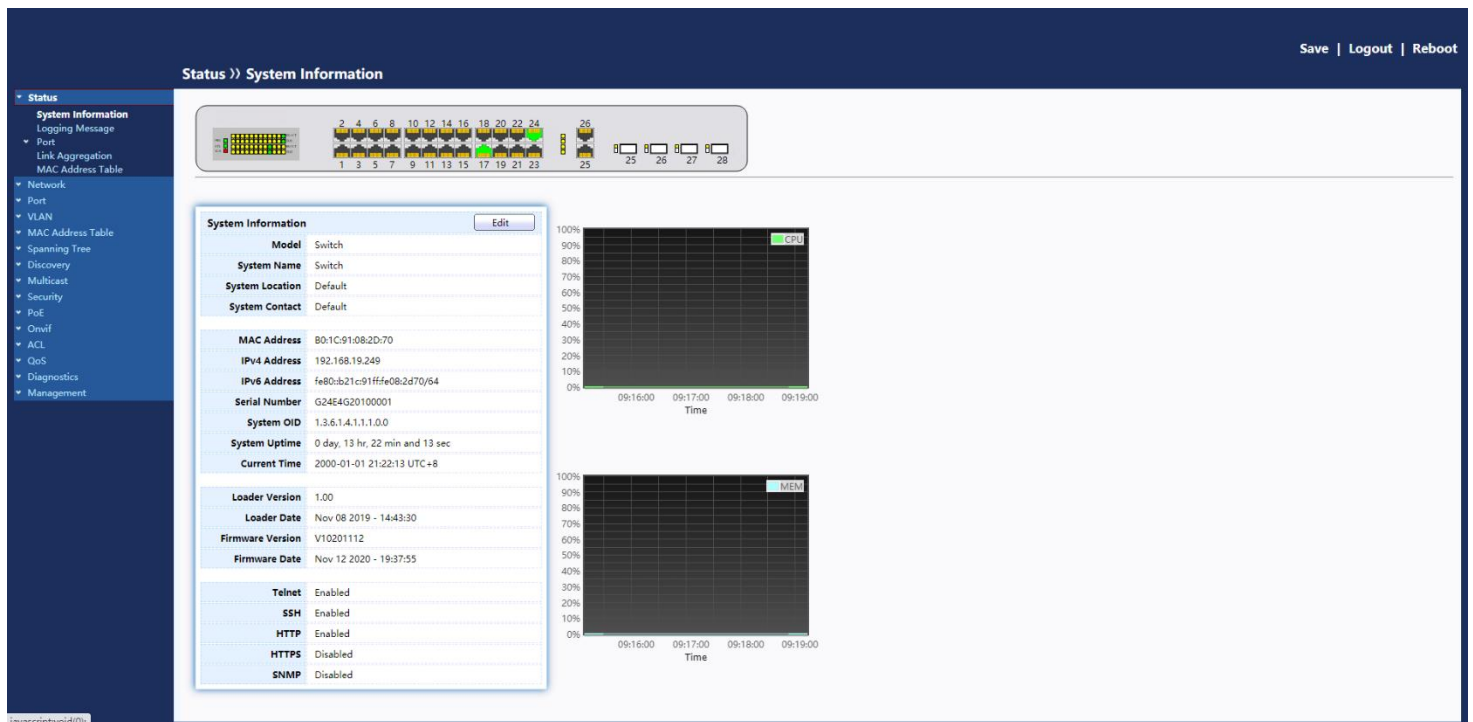 Save | Logout | Reboot
Status 》 System Information
Status
System Information
Logging Message
Port
Link Aggregation
MAC Address Table
Network
Port
VLAN
MAC Address Table
Spanning Tree
Discovery
Multicast
Security
PoE
Onvif
ACL
QoS
Diagnostics
Management
2 4 6 8 10 12 14 16 18 20 22 24 26
1 3 5 7 9 11 13 15 17 19 21 23 25
25 26 27 28
System Information Edit
Model Switch
System Name Switch
System Location Default
System Contact Default
MAC Address B0:1C:91:08:2D:70
IPv4 Address 192.168.19.249
IPv6 Address fe80::b21c:91ff:fe08:2d70/64
Serial Number G24E4G20100001
System OID 1.3.6.1.4.1.1.1.0.0
System Uptime 0 day, 13 hr, 22 min and 13 sec
Current Time 2000-01-01 21:22:13 UTC+8
Loader Version 1.00
Loader Date Nov 08 2019 - 14:43:30
Firmware Version V10201112
Firmware Date Nov 12 2020 - 19:37:55
Telnet Enabled
SSH Enabled
HTTP Enabled
HTTPS Disabled
SNMP Disabled
100%
90%
80%
70%
60%
50%
40%
30%
20%
10%
0%
CPU
09:16:00 09:17:00 09:18:00 09:19:00
Time
100%
90%
80%
70%
60%
50%
40%
30%
20%
10%
0%
MEM
09:16:00 09:17:00 09:18:00 09:19:00
Time